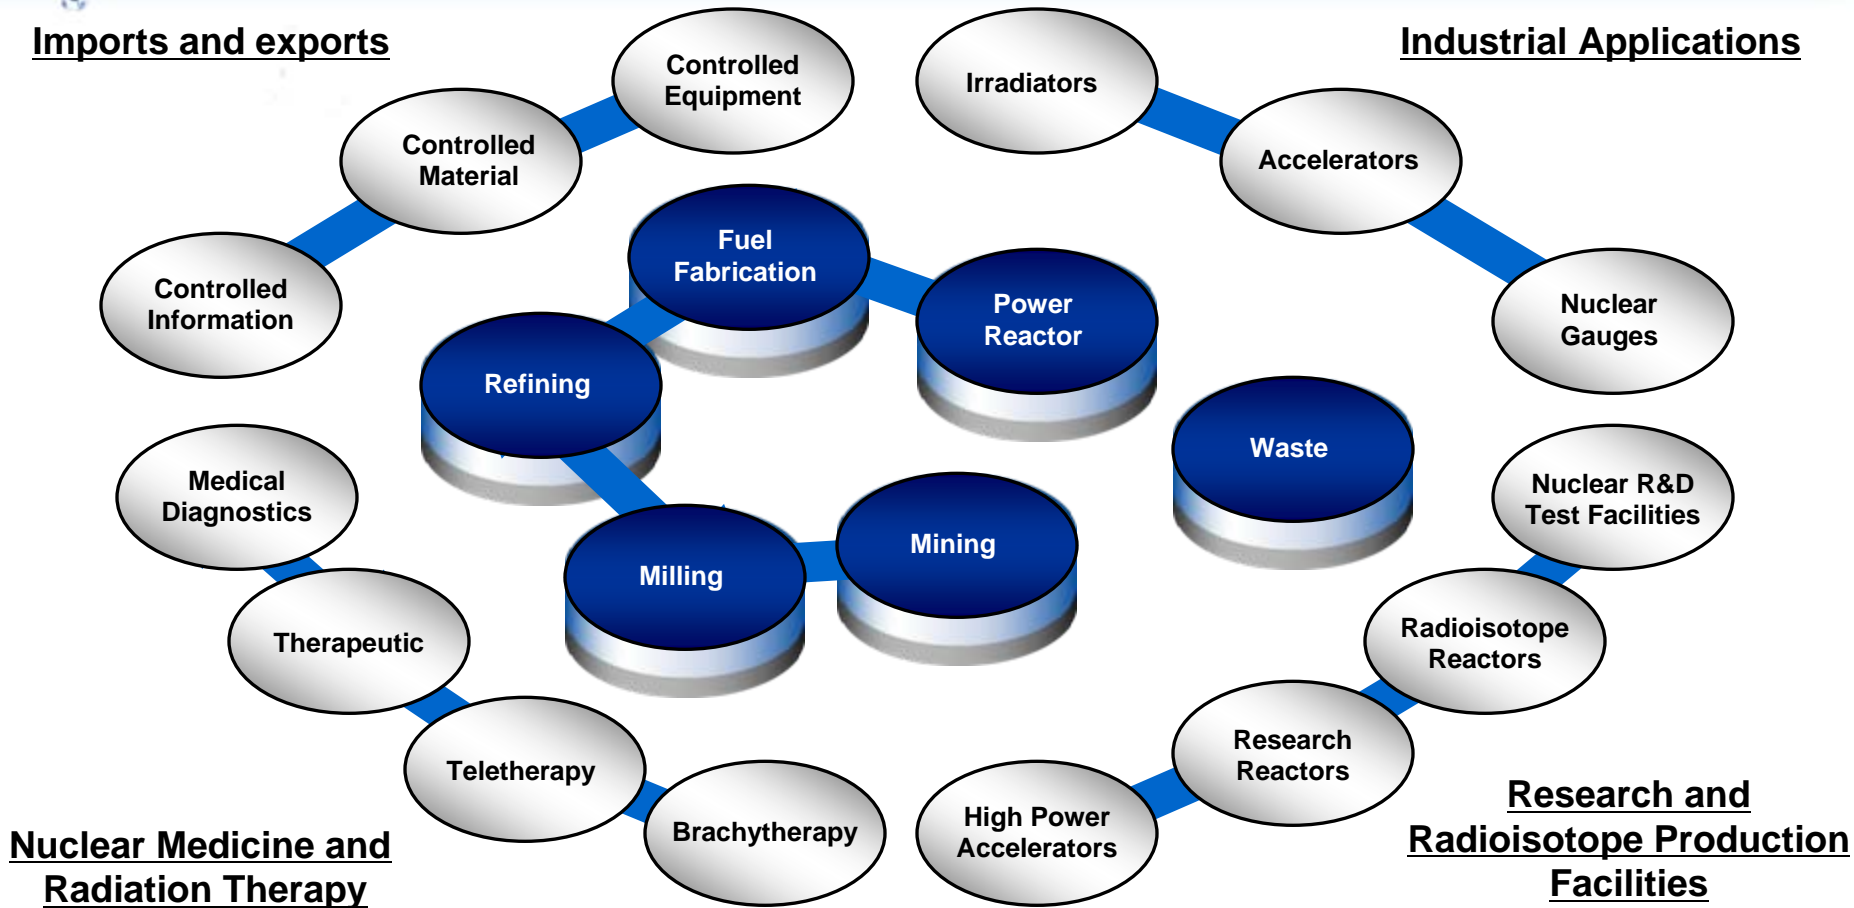 Imports and exports
Controlled
Equipment
Controlled
Material
Controlled
Information
Industrial Applications
Irradiators
Accelerators
Nuclear
Gauges
Fuel
Fabrication
Power
Reactor
Refining
Waste
Milling
Mining
Medical
Diagnostics
Therapeutic
Teletherapy
Brachytherapy
Nuclear Medicine and
Radiation Therapy
Nuclear R&D
Test Facilities
Radioisotope
Reactors
Research
Reactors
High Power
Accelerators
Research and
Radioisotope Production
Facilities